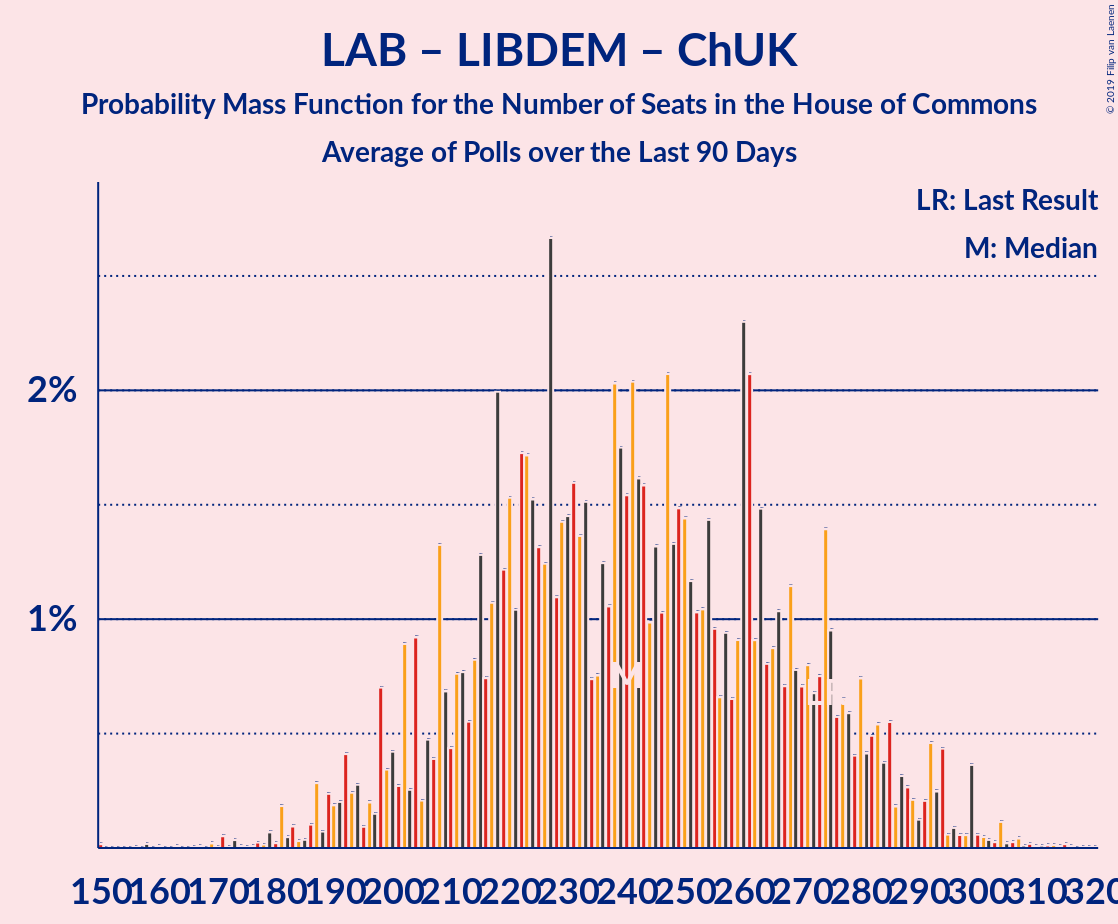 LAB – LIBDEM – ChUK
Probability Mass Function for the Number of Seats in the House of Commons
Average of Polls over the Last 90 Days
© 2019 Filip van Laenen
LR: Last Result
M: Median
2%
1%
M
150 160 170 180 190 200 210 220 230 240 250 260 270 280 290 300 310 320